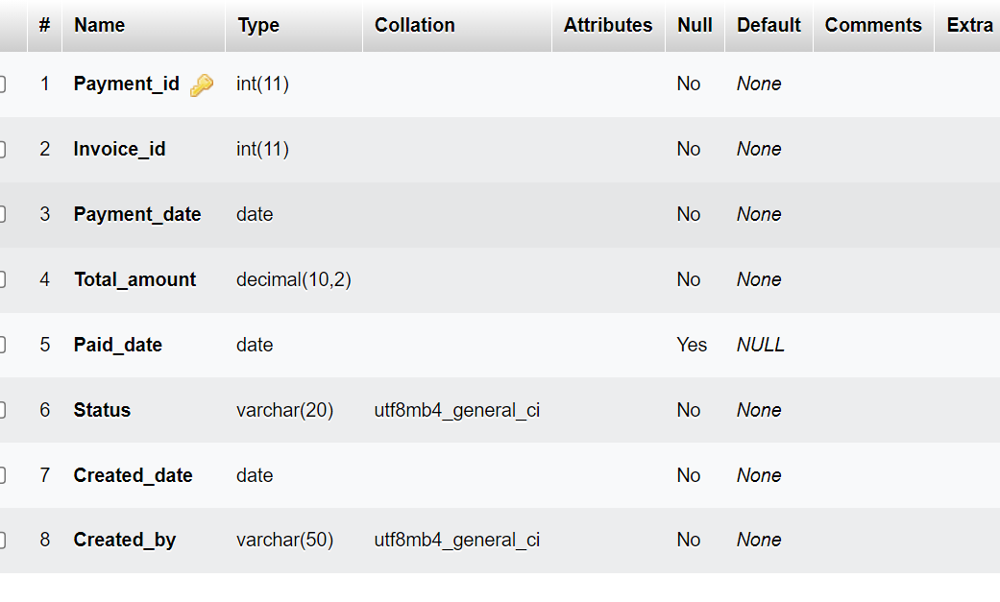 # Name Type Collation Attributes Null Default Comments Extra
1 Payment_id int(11) No None
2 Invoice_id int(11) No None
3 Payment_date date No None
4 Total_amount decimal(10,2) No None
5 Paid_date date Yes NULL
6 Status varchar(20) utf8mb4_general_ci No None
7 Created_date date No None
8 Created_by varchar(50) utf8mb4_general_ci No None